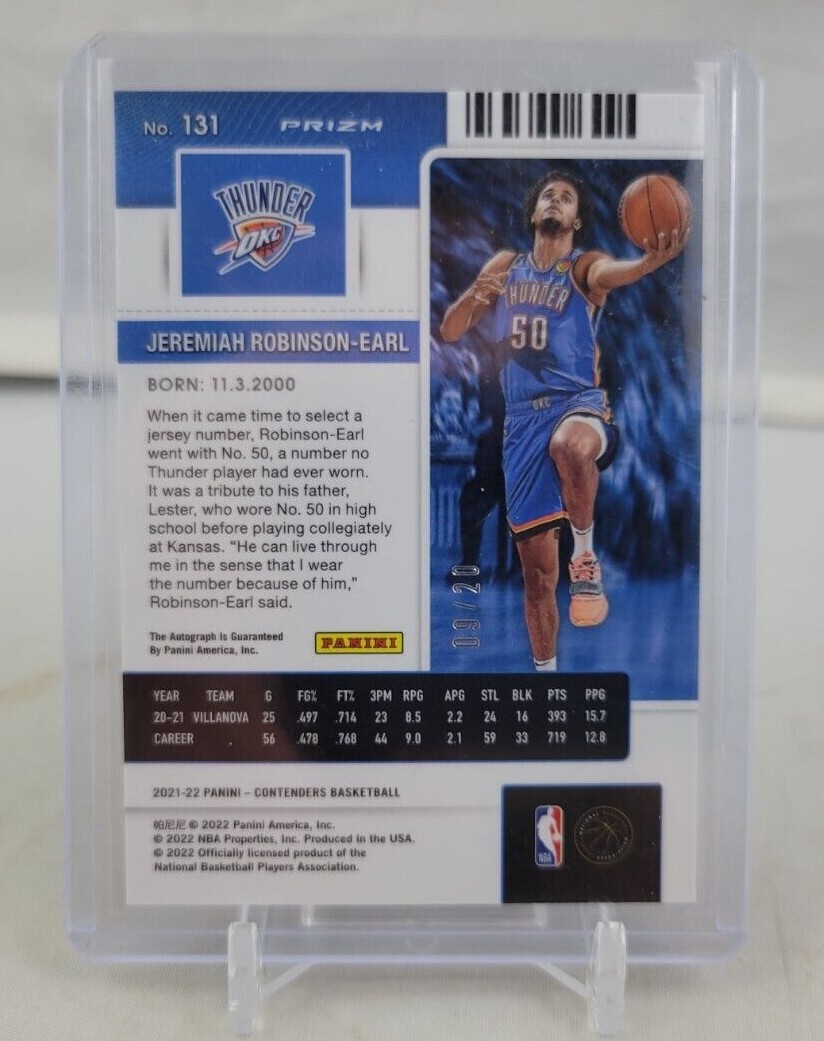 No. 131 PRIZM
THUNDER
OKC
THUNDER
50
OKC
JEREMIAH ROBINSON-EARL
BORN: 11.3.2000
When it came time to select a
jersey number, Robinson-Earl
went with No. 50, a number no
Thunder player had ever worn.
It was a tribute to his father,
Lester, who wore No. 50 in high
school before playing collegiately
at Kansas. “He can live through
me in the sense that I wear
the number because of him,”
Robinson-Earl said.
09/20
The Autograph Is Guaranteed
By Panini America, Inc.
PANINI
YEAR TEAM G FG% FT% 3PM RPG APG STL BLK PTS PPG
20-21 VILLANOVA 25 .497 .714 23 8.5 2.2 24 16 393 15.7
CAREER 56 .478 .768 44 9.0 2.1 59 33 719 12.8
2021-22 PANINI – CONTENDERS BASKETBALL
帕尼尼 © 2022 Panini America, Inc.
© 2022 NBA Properties, Inc. Produced in the USA.
© 2022 Officially licensed product of the
National Basketball Players Association.
NBA
NATIONAL BASKETBALL